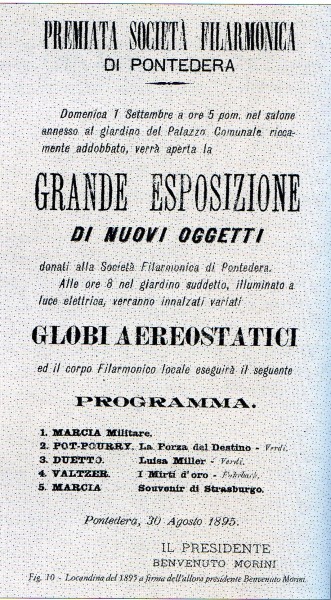 PREMIATA SOCIETÀ FILARMONICA
DI PONTEDERA
Domenica 1 Settembre a ore 5 pom. nel salone
annesso al giardino del Palazzo Comunale ricca-
mente addobbato, verrà aperta la
GRANDE ESPOSIZIONE
DI NUOVI OGGETTI
donati alla Società Filarmonica di Pontedera.
Alle ore 8 nel giardino suddetto, illuminato a
luce elettrica, verranno innalzati variati
GLOBI AEREOSTATICI
ed il corpo Filarmonico locale eseguirà il seguente
PROGRAMMA.
1. MARCIA Militare.
2. POT-POURRY. La Forza del Destino - Verdi.
3. DUETTO. Luisa Miller - Verdi.
4. VALTZER. I Mirti d'oro -
5. MARCIA Souvenir di Strasburgo.
Pontedera, 30 Agosto 1895.
IL PRESIDENTE
BENVENUTO MORINI
Fig. 10 - Locandina del 1895 a firma dell'allora presidente Benvenuto Morini.